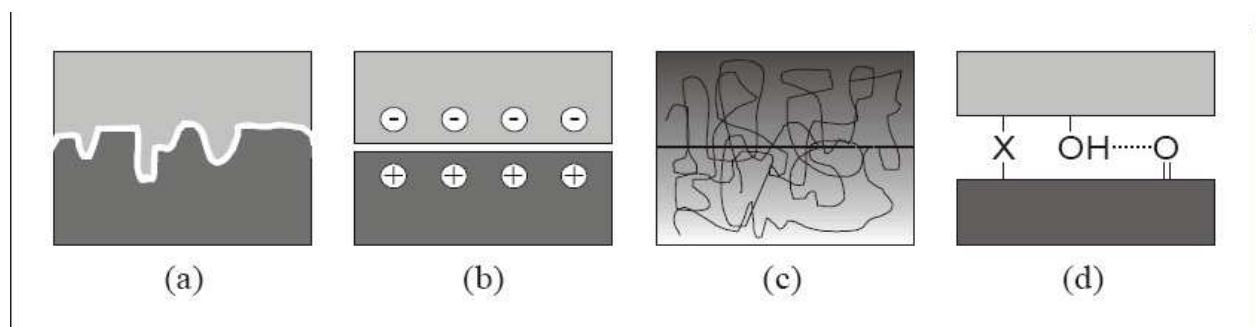 - - - -
+ + + +
X OH O
(a) (b) (c) (d)